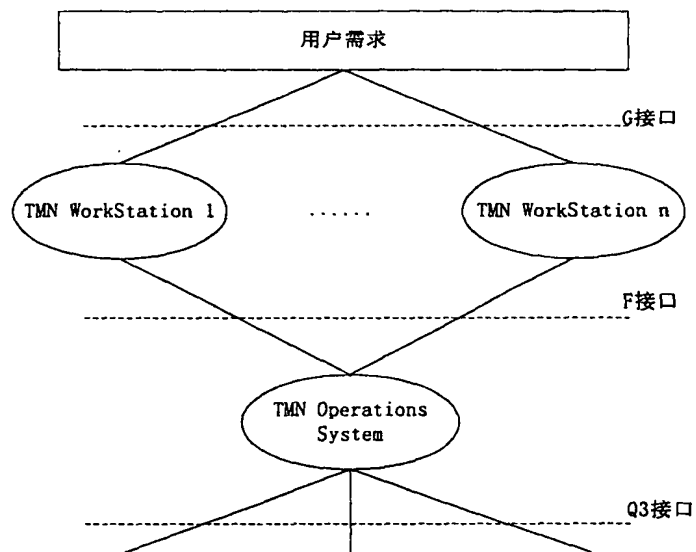 用户需求
G接口
TMN WorkStation 1
......
TMN WorkStation n
F接口
TMN Operations
System
Q3接口